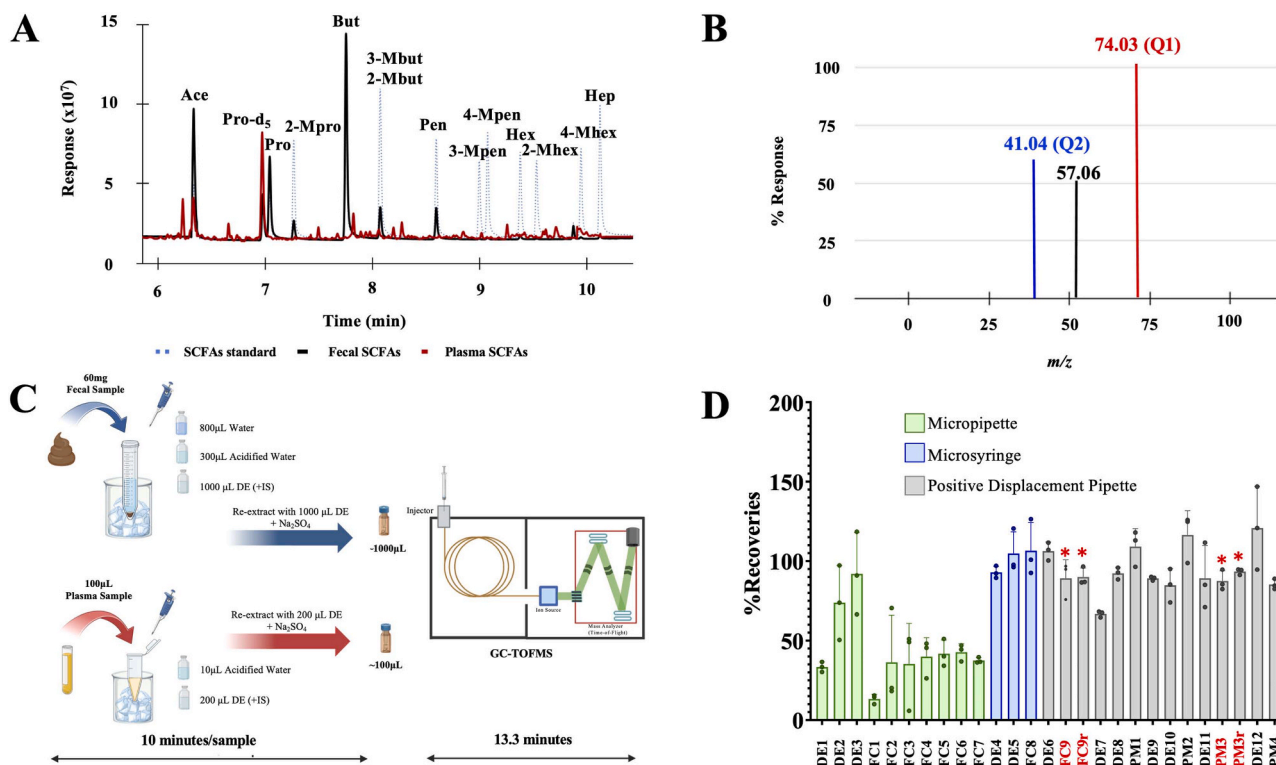 A
15
10
5
0
Response (x10⁷)
Ace
Pro-d₅
Pro
2-Mpro
But
3-Mbut
2-Mbut
Pen
4-Mpen
3-Mpen
Hex
2-Mhex
4-Mhex
Hep
6 7 8 9 10
Time (min)
SCFAs standard Fecal SCFAs Plasma SCFAs
B
74.03 (Q1)
41.04 (Q2)
57.06
100
75
50
25
0
% Response
0 25 50 75 100
m/z
C
60mg
Fecal Sample
800µL Water
300µL Acidified Water
1000 µL DE (+IS)
Re-extract with 1000 µL DE
+ Na₂SO₄
~1000µL
100µL
Plasma Sample
10µL Acidified Water
200 µL DE (+IS)
Re-extract with 200 µL DE
+ Na₂SO₄
~100µL
Injector
Ion Source
Mass Analyzer
(Time-of-Flight)
GC-TOFMS
10 minutes/sample
13.3 minutes
D
200
150
100
50
0
%Recoveries
Micropipette
Microsyringe
Positive Displacement Pipette
* * * *
DE1 DE2 DE3 FC1 FC2 FC3 FC4 FC5 FC6 FC7 DE4 DE5 FC8 DE6 FC9 FC9r DE7 DE8 PM1 DE9 DE10 PM2 DE11 PM3 PM3r DE12 PM4